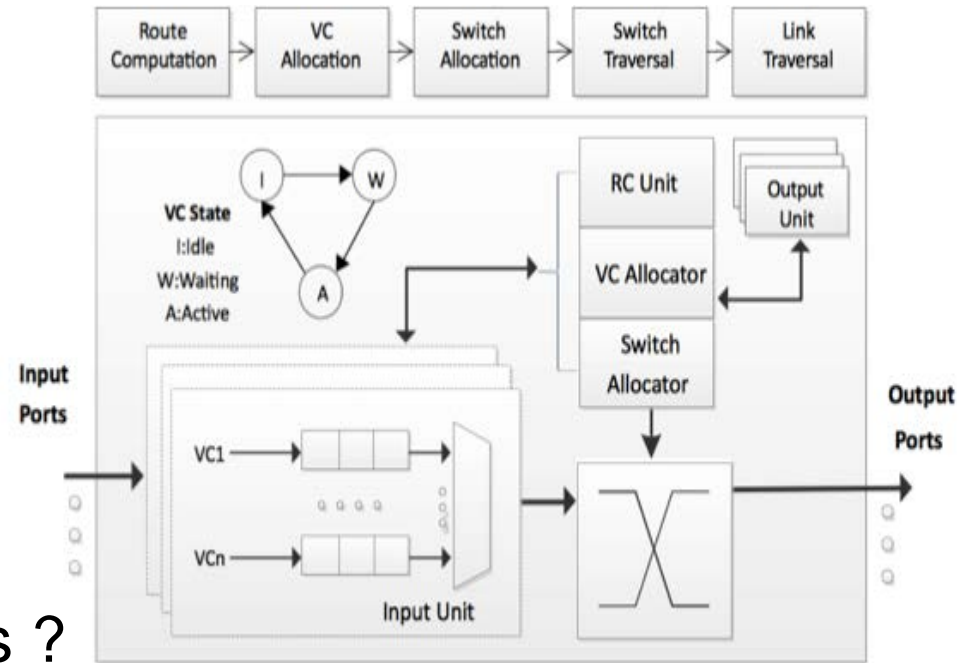 Route Computation
VC Allocation
Switch Allocation
Switch Traversal
Link Traversal
I
W
A
VC State
I:Idle
W:Waiting
A:Active
RC Unit
VC Allocator
Switch Allocator
Output Unit
Input Ports
Output Ports
VC1
VCn
Input Unit
s ?